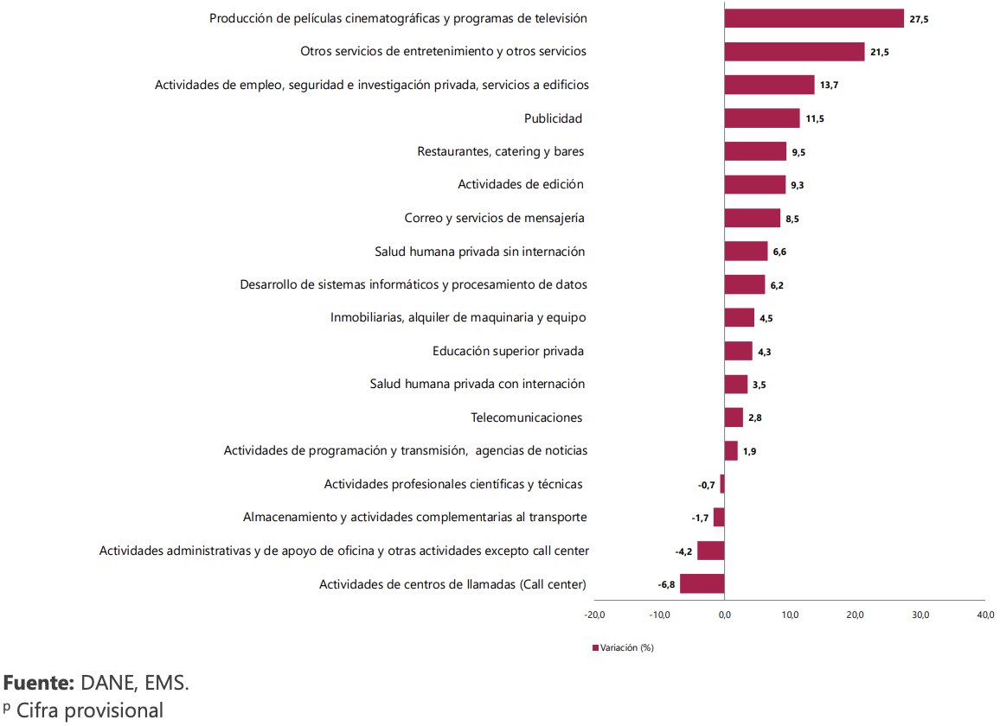 Producción de películas cinematográficas y programas de televisión 27,5
Otros servicios de entretenimiento y otros servicios 21,5
Actividades de empleo, seguridad e investigación privada, servicios a edificios 13,7
Publicidad 11,5
Restaurantes, catering y bares 9,5
Actividades de edición 9,3
Correo y servicios de mensajería 8,5
Salud humana privada sin internación 6,6
Desarrollo de sistemas informáticos y procesamiento de datos 6,2
Inmobiliarias, alquiler de maquinaria y equipo 4,5
Educación superior privada 4,3
Salud humana privada con internación 3,5
Telecomunicaciones 2,8
Actividades de programación y transmisión, agencias de noticias 1,9
Actividades profesionales científicas y técnicas -0,7
Almacenamiento y actividades complementarias al transporte -1,7
Actividades administrativas y de apoyo de oficina y otras actividades excepto call center -4,2
Actividades de centros de llamadas (Call center) -6,8
-20,0 -10,0 0,0 10,0 20,0 30,0 40,0
Variación (%)
Fuente: DANE, EMS.
ᵖ Cifra provisional